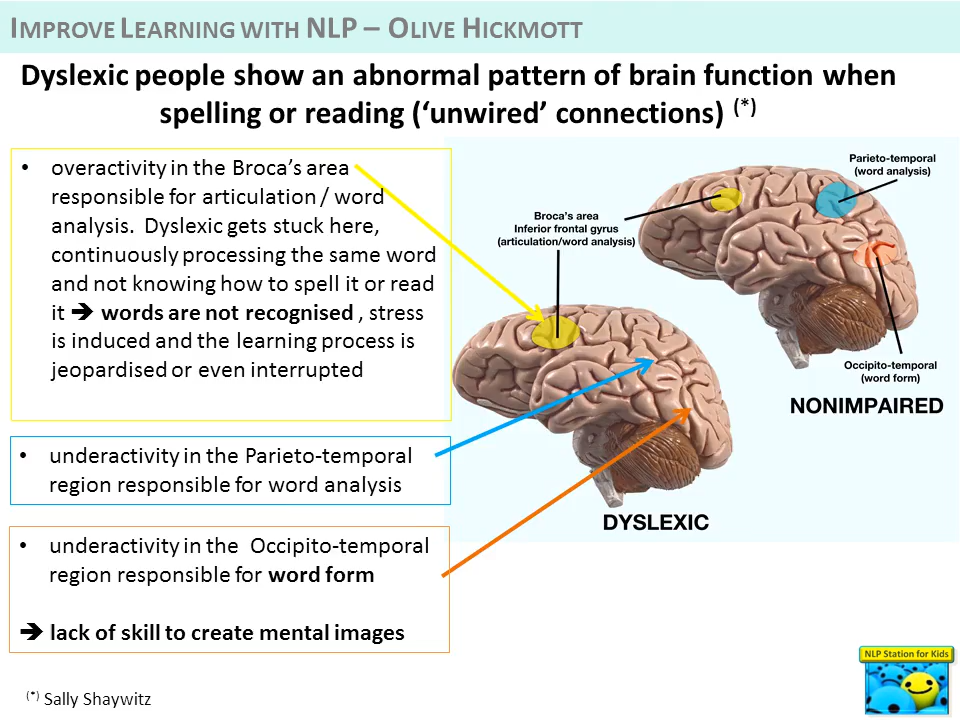 IMPROVE LEARNING WITH NLP – OLIVE HICKMOTT
Dyslexic people show an abnormal pattern of brain function when
spelling or reading (‘unwired’ connections) (*)
• overactivity in the Broca’s area
responsible for articulation / word
analysis. Dyslexic gets stuck here,
continuously processing the same word
and not knowing how to spell it or read
it ➔ words are not recognised , stress
is induced and the learning process is
jeopardised or even interrupted
• underactivity in the Parieto-temporal
region responsible for word analysis
• underactivity in the Occipito-temporal
region responsible for word form
➔ lack of skill to create mental images
Parieto-temporal
(word analysis)
Broca’s area
Inferior frontal gyrus
(articulation/word analysis)
Occipito-temporal
(word form)
NONIMPAIRED
DYSLEXIC
NLP Station for Kids
(*) Sally Shaywitz